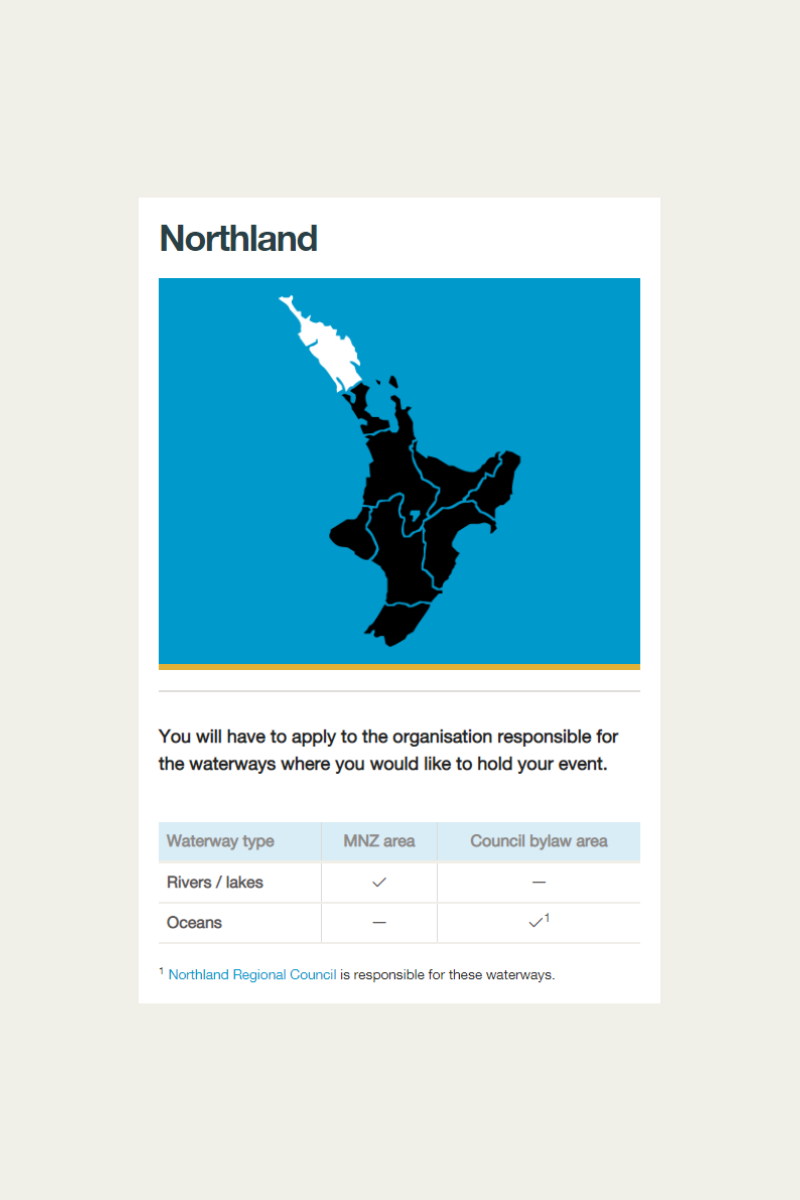 Northland
You will have to apply to the organisation responsible for
the waterways where you would like to hold your event.
Waterway type MNZ area Council bylaw area
Rivers / lakes ✓ —
Oceans — ✓1
1 Northland Regional Council is responsible for these waterways.